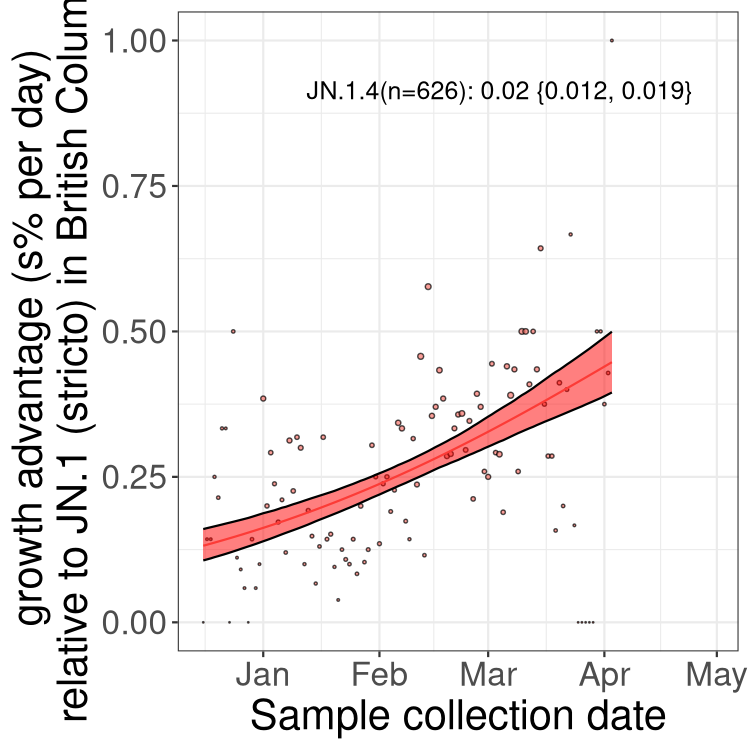 growth advantage (s% per day)
relative to JN.1 (stricto) in British Colum
1.00
0.75
0.50
0.25
0.00
JN.1.4(n=626): 0.02 {0.012, 0.019}
Jan Feb Mar Apr May
Sample collection date